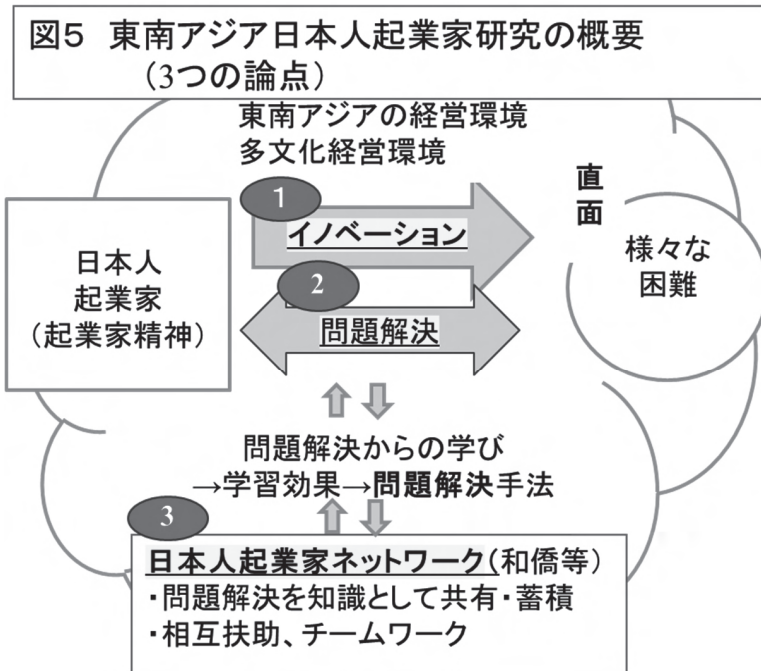 図5 東南アジア日本人起業家研究の概要
(3つの論点)
東南アジアの経営環境
多文化経営環境
1
イノベーション
直
面
様々な
困難
日本人
起業家
(起業家精神)
2
問題解決
問題解決からの学び
→学習効果→問題解決手法
3
日本人起業家ネットワーク(和僑等)
・問題解決を知識として共有・蓄積
・相互扶助、チームワーク